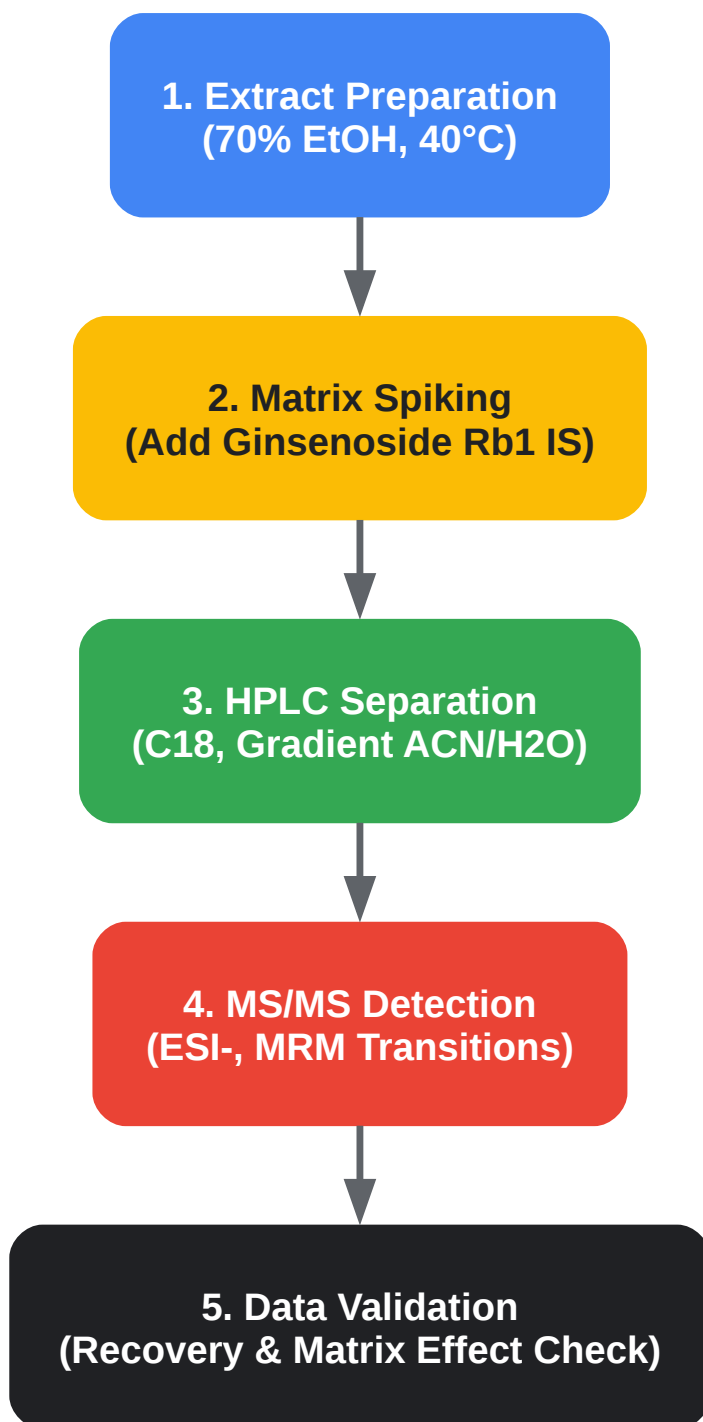 1. Extract Preparation
(70% EtOH, 40°C)
2. Matrix Spiking
(Add Ginsenoside Rb1 IS)
3. HPLC Separation
(C18, Gradient ACN/H2O)
4. MS/MS Detection
(ESI-, MRM Transitions)
5. Data Validation
(Recovery & Matrix Effect Check)